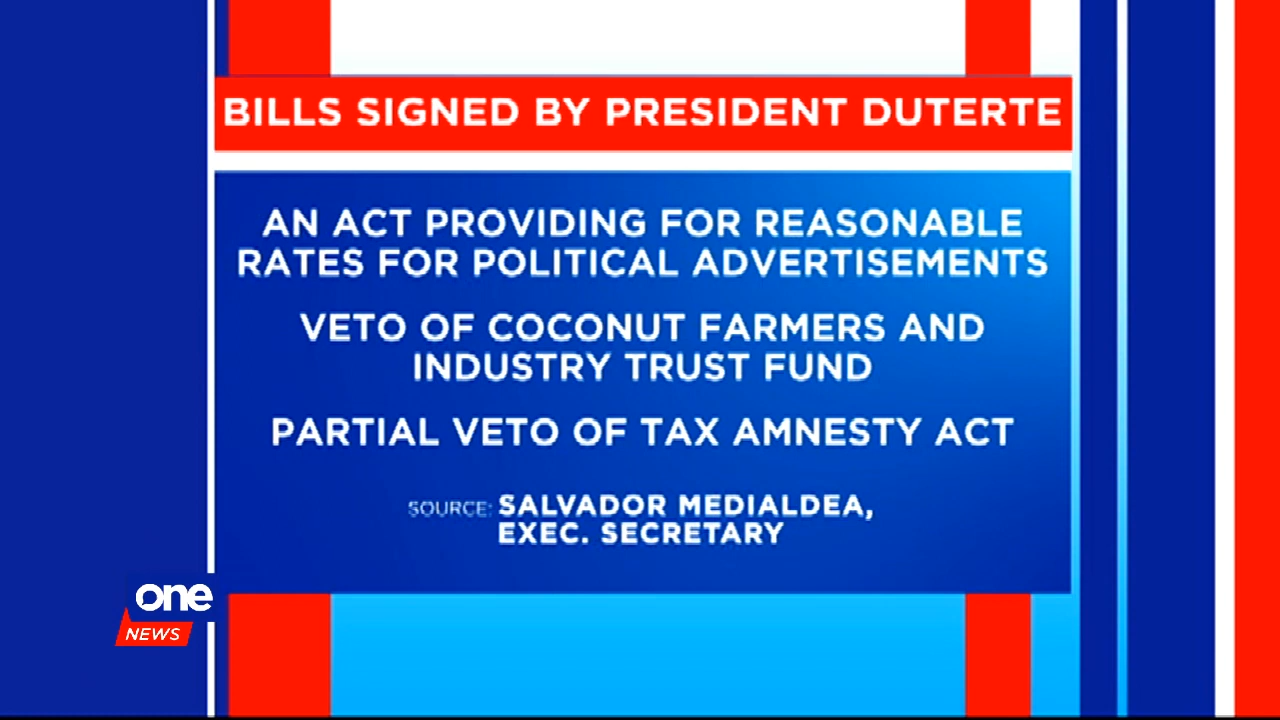 BILLS SIGNED BY PRESIDENT DUTERTE
AN ACT PROVIDING FOR REASONABLE
RATES FOR POLITICAL ADVERTISEMENTS
VETO OF COCONUT FARMERS AND
INDUSTRY TRUST FUND
PARTIAL VETO OF TAX AMNESTY ACT
SOURCE: SALVADOR MEDIALDEA,
EXEC. SECRETARY
one
NEWS